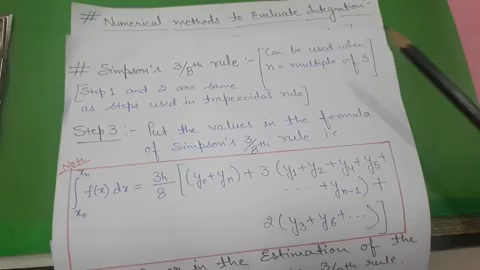 # Numerical methods to Evaluate Integration:-
# Simpson's 3/8th rule :- [Can be used when n = multiple of 3]
[Step 1 and 2 are same as steps used in trapezoidal rule]
Step 3 :- Put the values in the formula
of Simpson's 3/8th rule i.e.
Note
∫_{x₀}^{xₙ} f(x) dx = 3h/8 [(y₀+yₙ) + 3(y₁+y₂+y₄+y₅+
.....+yₙ₋₁) +
2(y₃+y₆+...)]
in the Estimation of the
3/8th rule.